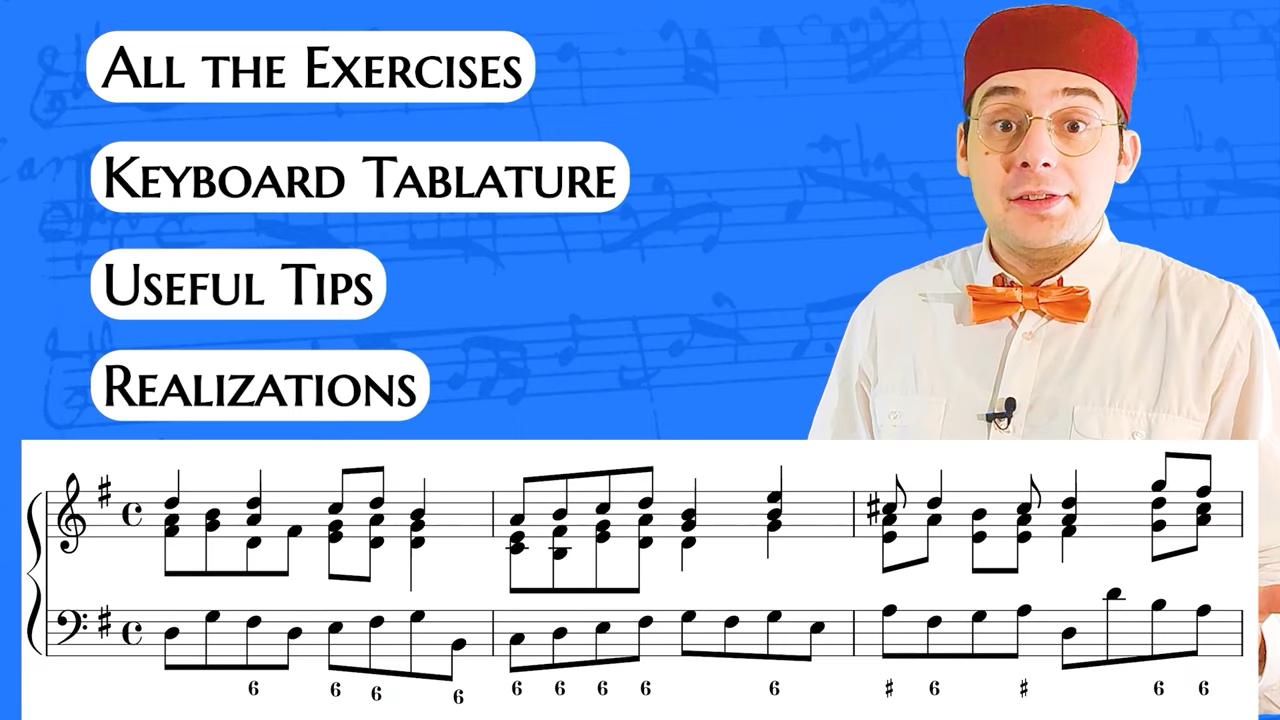 All the Exercises
Keyboard Tablature
Useful Tips
Realizations
6 6 6 6 6 6 6 6 6 # 6 # 6 6